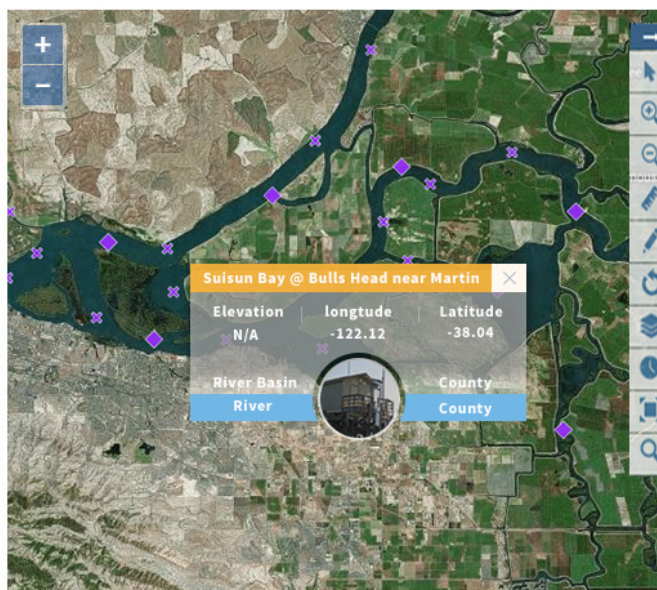 +
−
Suisun Bay @ Bulls Head near Martin
Elevation longtude Latitude
N/A -122.12 -38.04
River Basin County
River County